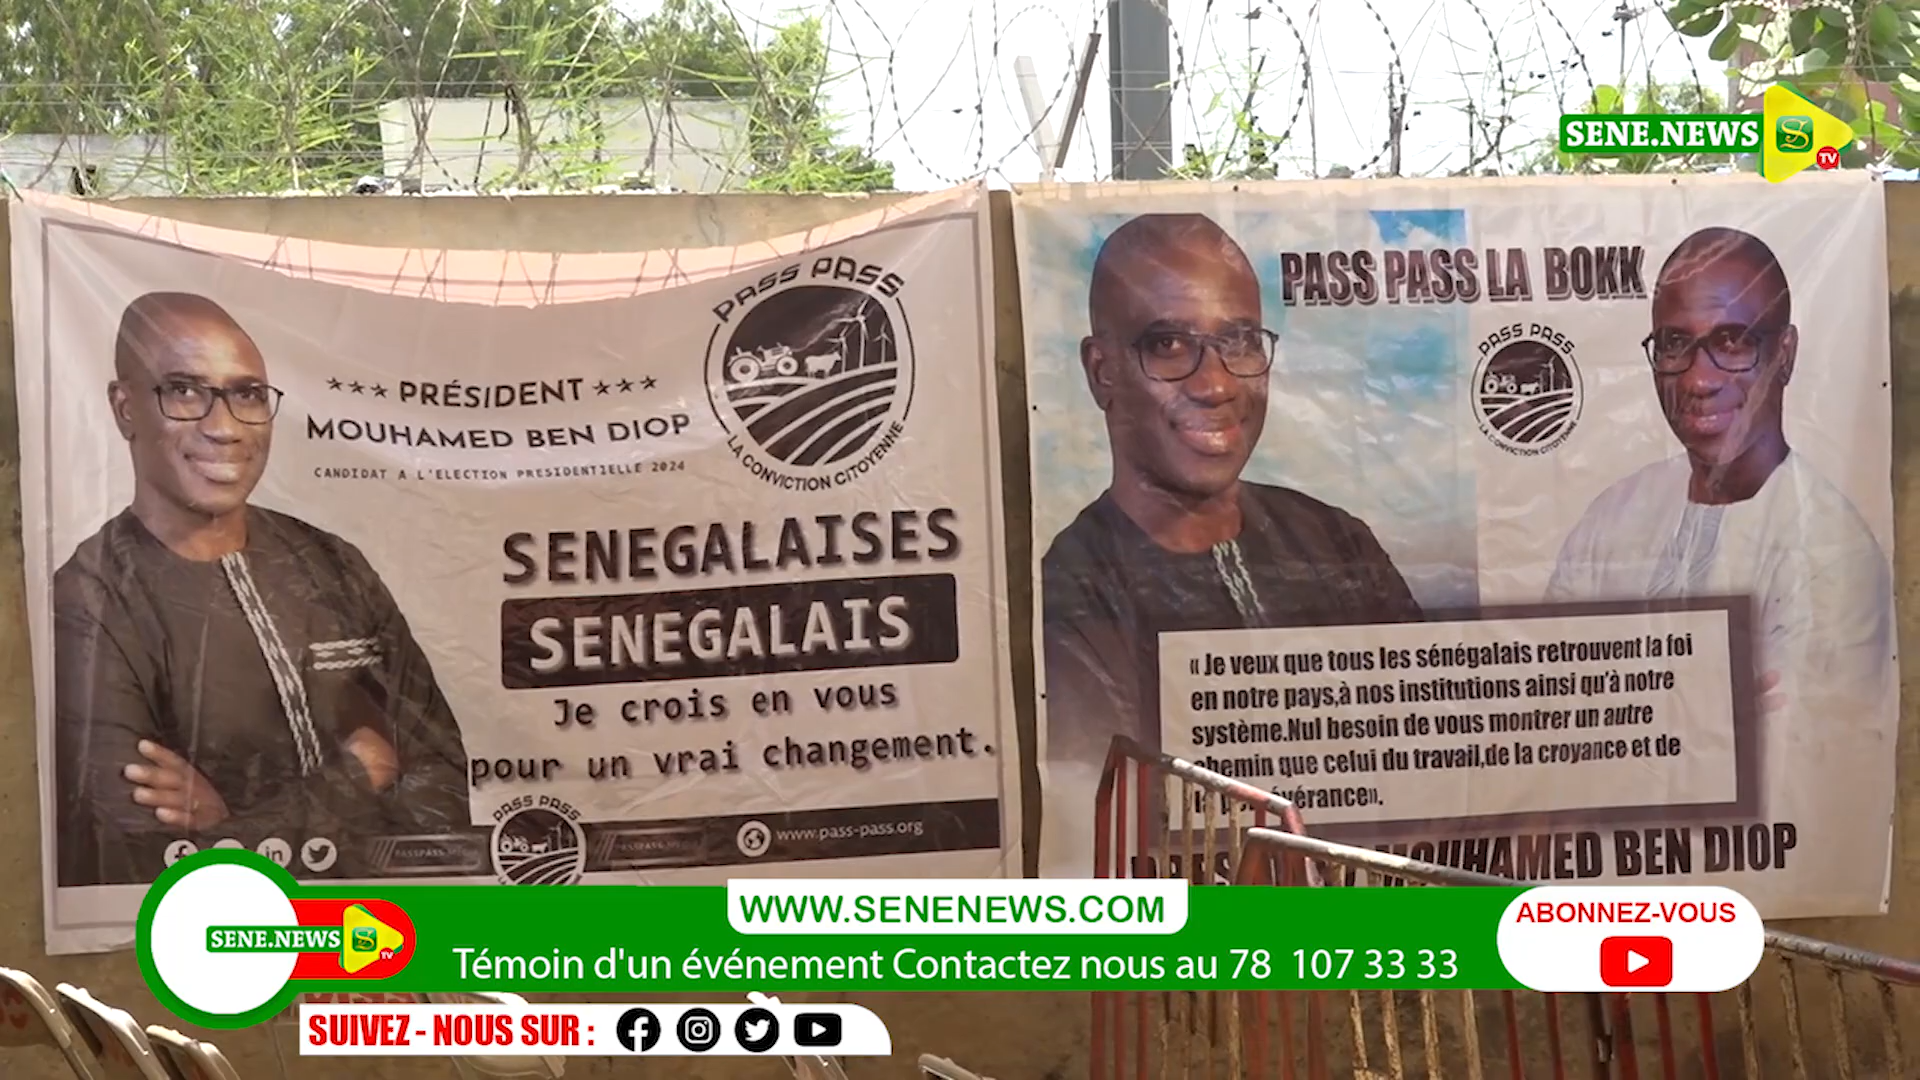 SENE.NEWS
S
TV
PASS PASS
LA CONVICTION CITOYENNE
*** PRÉSIDENT ***
MOUHAMED BEN DIOP
CANDIDAT A L'ELECTION PRESIDENTIELLE 2024
SENEGALAISES
SENEGALAIS
Je crois en vous
pour un vrai changement.
PASS PASS
www.pass-pass.org
PASS PASS LA BOKK
PASS PASS
LA CONVICTION CITOYENNE
« Je veux que tous les sénégalais retrouvent la foi
en notre pays,à nos institutions ainsi qu'à notre
système.Nul besoin de vous montrer un autre
chemin que celui du travail,de la croyance et de
la persévérance».
MOUHAMED BEN DIOP
WWW.SENENEWS.COM
SENE.NEWS
S
TV
Témoin d'un événement Contactez nous au 78 107 33 33
ABONNEZ-VOUS
SUIVEZ - NOUS SUR :